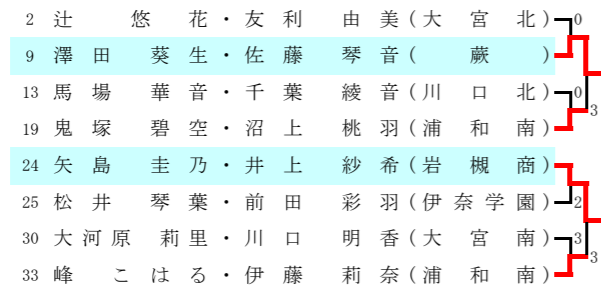 2 辻 悠花・友利 由美(大宮北) 0
9 澤田 葵生・佐藤 琴音(蕨)
13 馬場 華音・千葉 綾音(川口北) 0
3
19 鬼塚 碧空・沼上 桃羽(浦和南)
24 矢島 圭乃・井上 紗希(岩槻商)
25 松井 琴葉・前田 彩羽(伊奈学園) 2
30 大河原 莉里・川口 明香(大宮南) 3
3
33 峰 こはる・伊藤 莉奈(浦和南)